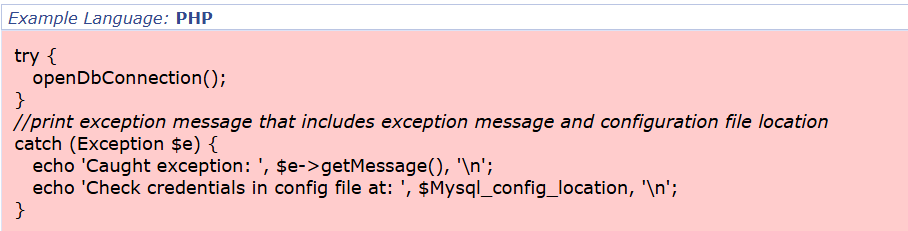 Example Language: PHP
try {
openDbConnection();
}
//print exception message that includes exception message and configuration file location
catch (Exception $e) {
echo 'Caught exception: ', $e->getMessage(), '\n';
echo 'Check credentials in config file at: ', $Mysql_config_location, '\n';
}